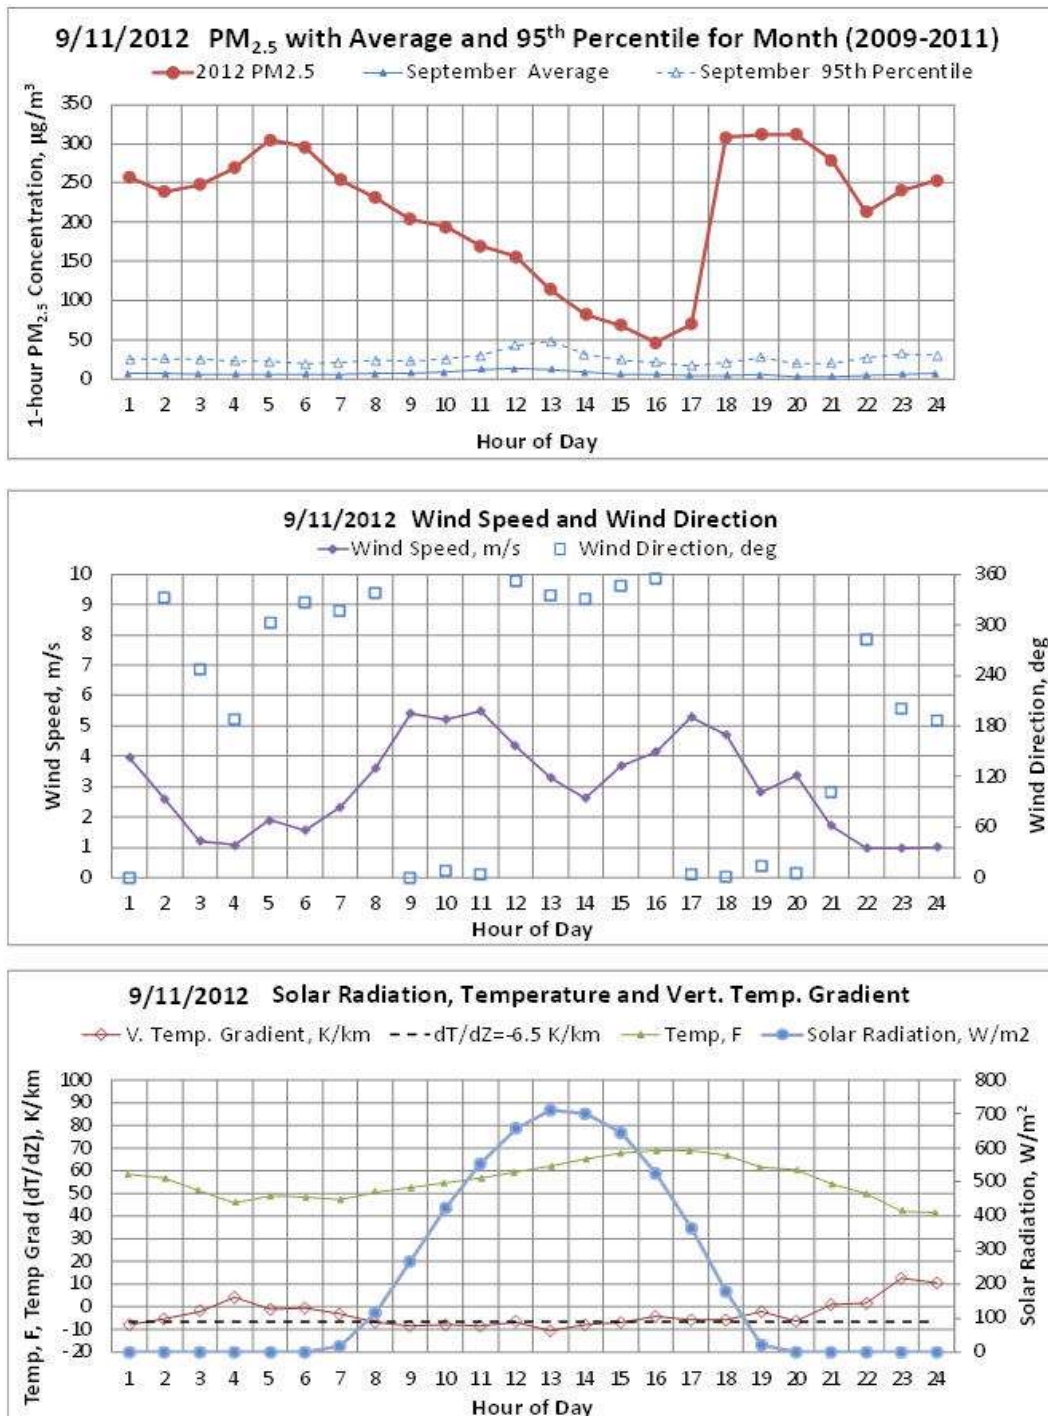 9/11/2012 PM2.5 with Average and 95th Percentile for Month (2009-2011)
2012 PM2.5 September Average September 95th Percentile
1-hour PM2.5 Concentration, µg/m³
350
300
250
200
150
100
50
0
1 2 3 4 5 6 7 8 9 10 11 12 13 14 15 16 17 18 19 20 21 22 23 24
Hour of Day
9/11/2012 Wind Speed and Wind Direction
Wind Speed, m/s Wind Direction, deg
Wind Speed, m/s
10
9
8
7
6
5
4
3
2
1
0
360
300
240
180
120
60
0
Wind Direction, deg
1 2 3 4 5 6 7 8 9 10 11 12 13 14 15 16 17 18 19 20 21 22 23 24
Hour of Day
9/11/2012 Solar Radiation, Temperature and Vert. Temp. Gradient
V. Temp. Gradient, K/km dT/dZ=-6.5 K/km Temp, F Solar Radiation, W/m2
Temp, F, Temp Grad (dT/dZ), K/km
100
90
80
70
60
50
40
30
20
10
0
-10
-20
800
700
600
500
400
300
200
100
0
Solar Radiation, W/m²
1 2 3 4 5 6 7 8 9 10 11 12 13 14 15 16 17 18 19 20 21 22 23 24
Hour of Day